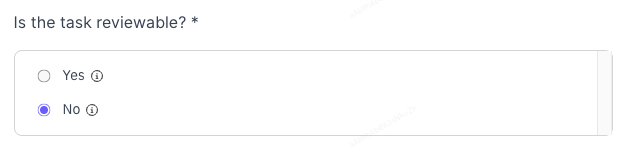 Is the task reviewable? *
Yes
No